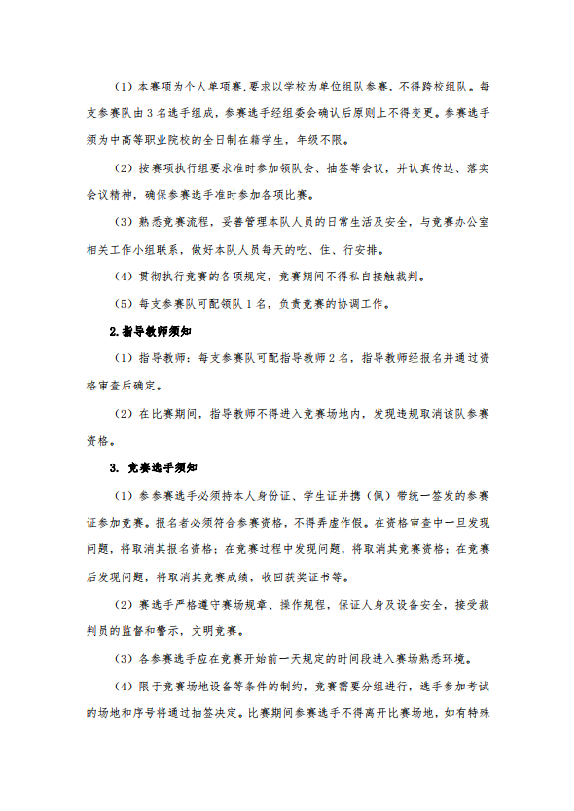 （1）本赛项为个人单项赛,要求以学校为单位组队参赛，不得跨校组队。每
支参赛队由 3 名选手组成，参赛选手经组委会确认后原则上不得变更。参赛选手
须为中高等职业院校的全日制在籍学生，年级不限。
（2）按赛项执行组要求准时参加领队会、抽签等会议，并认真传达、落实
会议精神，确保参赛选手准时参加各项比赛。
（3）熟悉竞赛流程，妥善管理本队人员的日常生活及安全，与竞赛办公室
相关工作小组联系，做好本队人员每天的吃、住、行安排。
（4）贯彻执行竞赛的各项规定，竞赛期间不得私自接触裁判。
（5）每支参赛队可配领队 1 名，负责竞赛的协调工作。
2.指导教师须知
（1）指导教师：每支参赛队可配指导教师 2 名，指导教师经报名并通过资
格审查后确定。
（2）在比赛期间，指导教师不得进入竞赛场地内，发现违规取消该队参赛
资格。
3. 竞赛选手须知
（1）参参赛选手必须持本人身份证、学生证并携（佩）带统一签发的参赛
证参加竞赛。报名者必须符合参赛资格，不得弄虚作假。在资格审查中一旦发现
问题，将取消其报名资格；在竞赛过程中发现问题，将取消其竞赛资格；在竞赛
后发现问题，将取消其竞赛成绩，收回获奖证书等。
（2）赛选手严格遵守赛场规章、操作规程，保证人身及设备安全，接受裁
判员的监督和警示，文明竞赛。
（3）各参赛选手应在竞赛开始前一天规定的时间段进入赛场熟悉环境。
（4）限于竞赛场地设备等条件的制约，竞赛需要分组进行，选手参加考试
的场地和序号将通过抽签决定。比赛期间参赛选手不得离开比赛场地，如有特殊